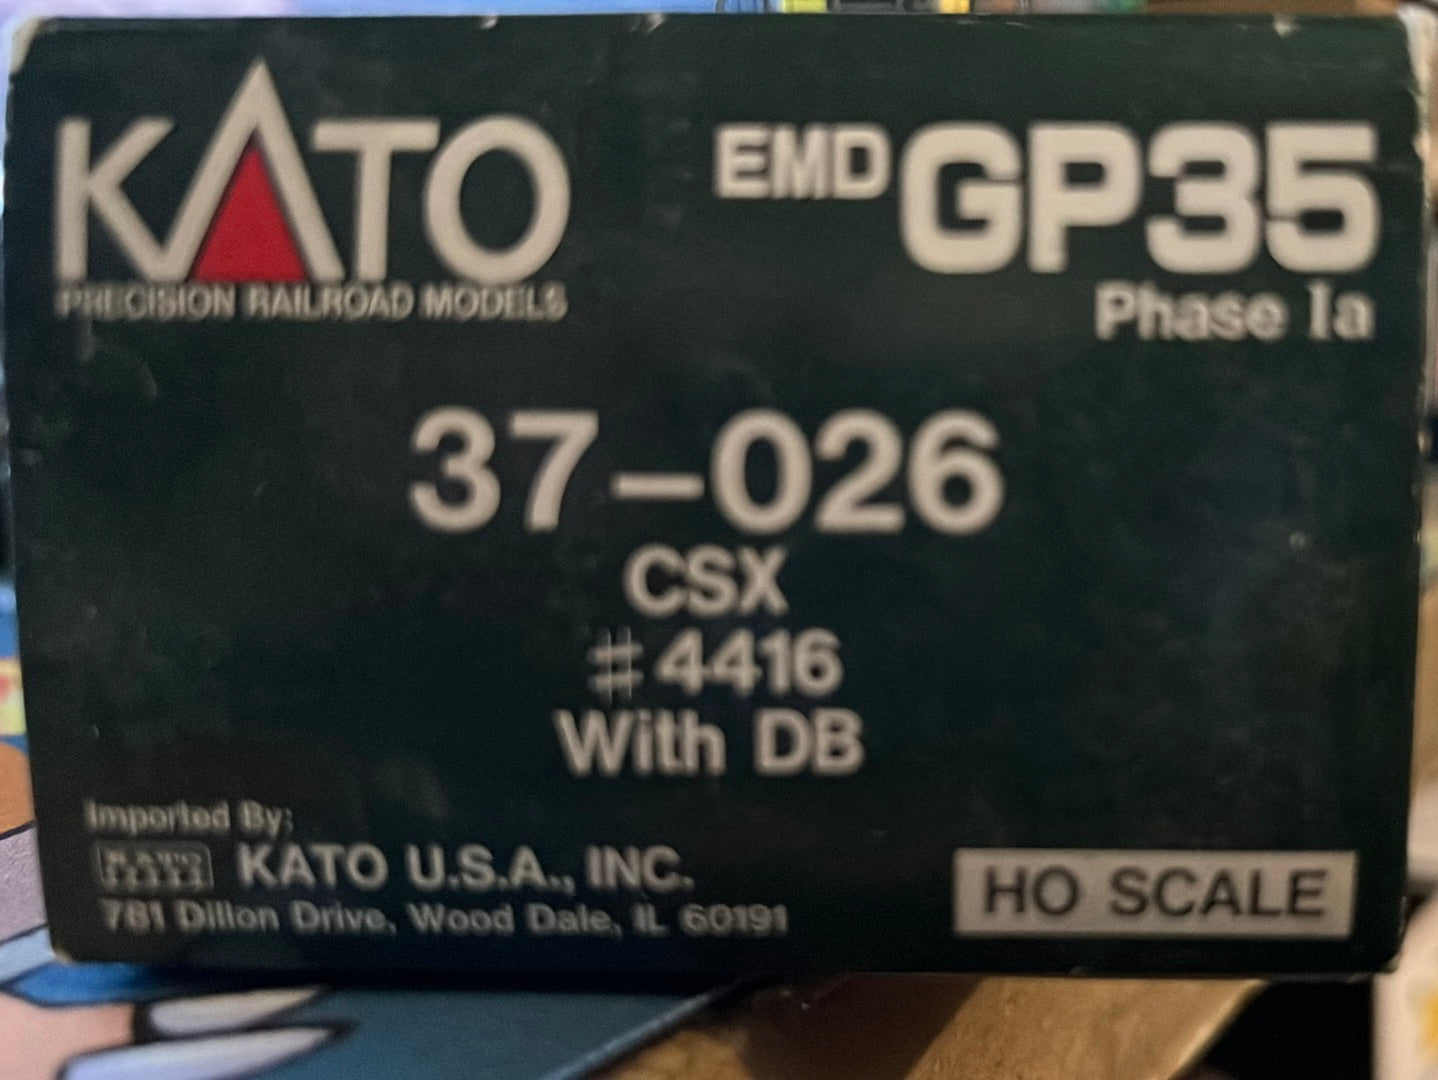 KATO
PRECISION RAILROAD MODELS
EMD GP35
Phase Ia
37-026
CSX
#4416
With DB
Imported By:
KATO U.S.A., INC.
781 Dillon Drive, Wood Dale, IL 60191
HO SCALE